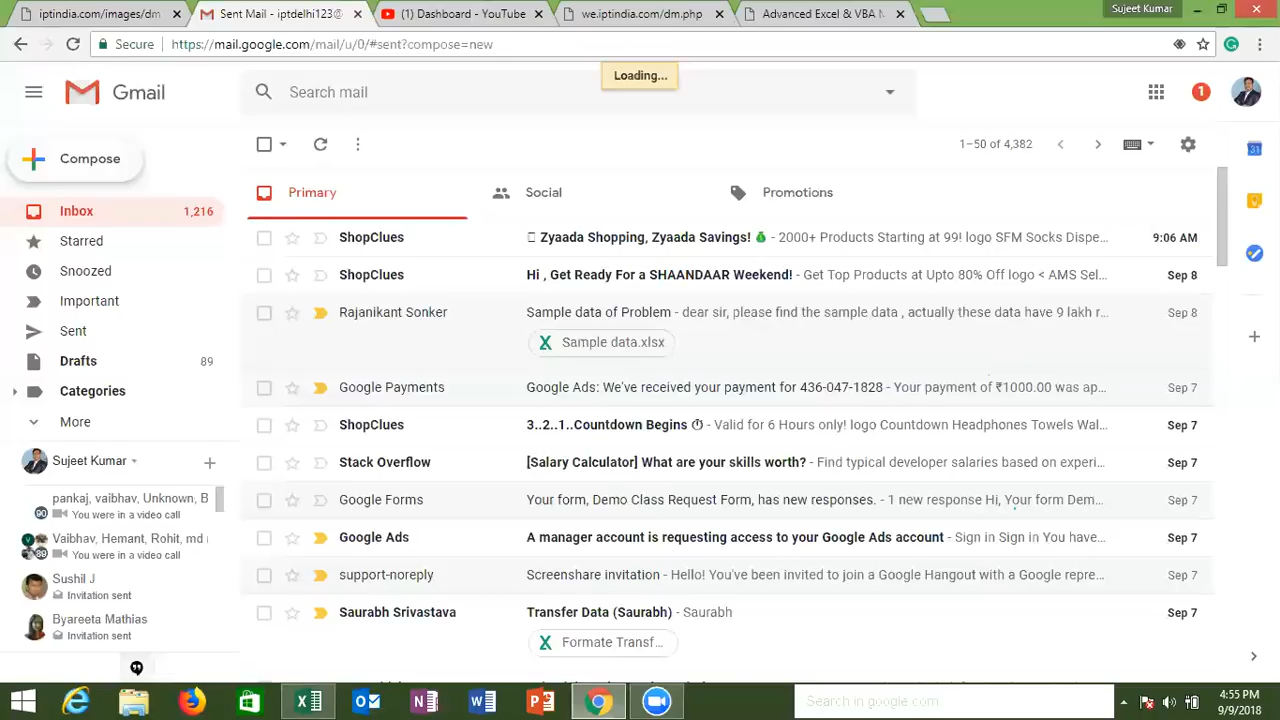 iptindia.com/images/dm
Sent Mail - iptdelhi123@
(1) Dashboard - YouTube
we.iptindia.com/dm.php
Advanced Excel & VBA
Sujeet Kumar
Secure
https://mail.google.com/mail/u/0/#sent?compose=new
Loading...
Gmail
Search mail
1
Compose
1–50 of 4,382
31
Inbox 1,216
Primary
Social
Promotions
Starred
Snoozed
Important
Sent
Drafts 89
Categories
More
ShopClues Zyaada Shopping, Zyaada Savings! 💰 - 2000+ Products Starting at 99! logo SFM Socks Dispe... 9:06 AM
ShopClues Hi , Get Ready For a SHAANDAAR Weekend! - Get Top Products at Upto 80% Off logo < AMS Sel... Sep 8
Rajanikant Sonker Sample data of Problem - dear sir, please find the sample data , actually these data have 9 lakh r... Sep 8
Sample data.xlsx
Google Payments Google Ads: We've received your payment for 436-047-1828 - Your payment of ₹1000.00 was ap... Sep 7
ShopClues 3..2..1..Countdown Begins ⏱ - Valid for 6 Hours only! logo Countdown Headphones Towels Wal... Sep 7
Stack Overflow [Salary Calculator] What are your skills worth? - Find typical developer salaries based on experi... Sep 7
Google Forms Your form, Demo Class Request Form, has new responses. - 1 new response Hi, Your form Dem... Sep 7
Google Ads A manager account is requesting access to your Google Ads account - Sign in Sign in You have... Sep 7
support-noreply Screenshare invitation - Hello! You've been invited to join a Google Hangout with a Google repre... Sep 7
Saurabh Srivastava Transfer Data (Saurabh) - Saurabh Sep 7
Formate Transf...
Sujeet Kumar
pankaj, vaibhav, Unknown, B
You were in a video call
Vaibhav, Hemant, Rohit, md
You were in a video call
Sushil J
Invitation sent
Byareeta Mathias
Invitation sent
Search in google.com
4:55 PM
9/9/2018